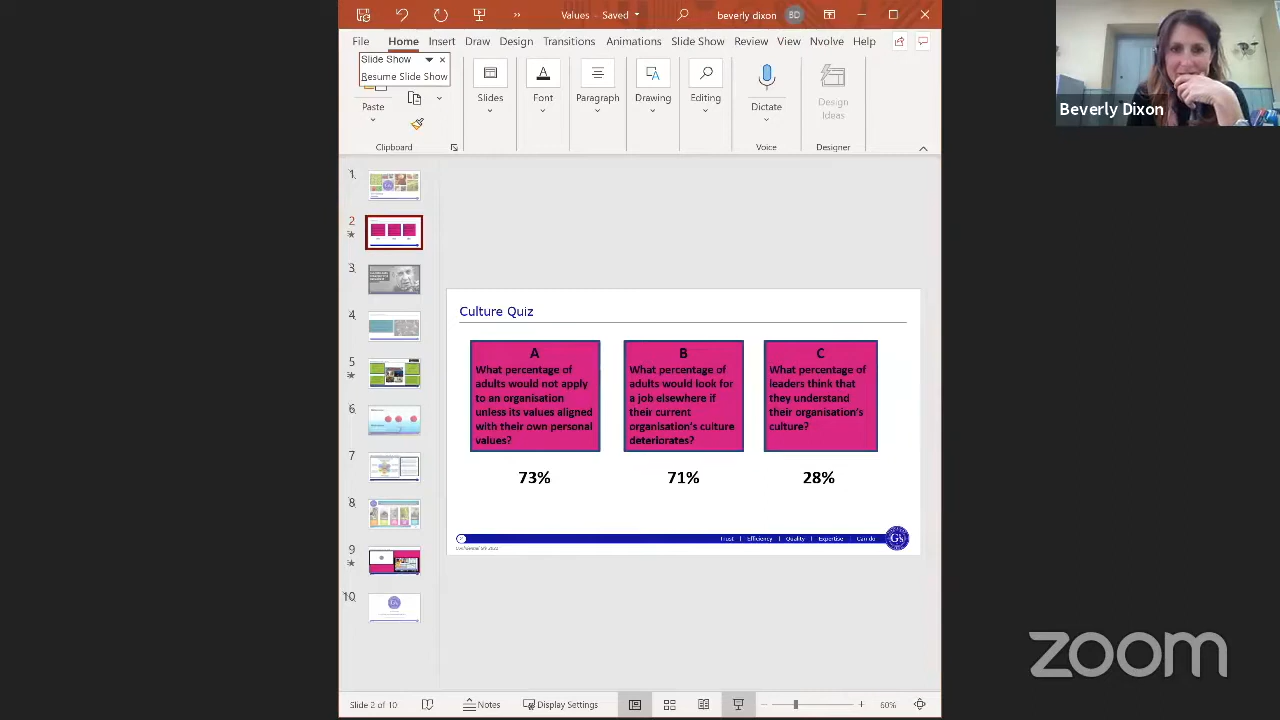 Values - Saved
beverly dixon
BD
File Home Insert Draw Design Transitions Animations Slide Show Review View Nvolve Help
Slide Show
Resume Slide Show
Paste
Slides
Font
Paragraph
Drawing
Editing
Dictate
Design
Ideas
Clipboard
Voice
Designer
Beverly Dixon
1.
2
3.
4.
5
6.
7
8.
9
10.
Culture Quiz
A
What percentage of
adults would not apply
to an organisation
unless its values aligned
with their own personal
values?
73%
B
What percentage of
adults would look for
a job elsewhere if
their current
organisation's culture
deteriorates?
71%
C
What percentage of
leaders think that
they understand
their organisation's
culture?
28%
Trust | Efficiency | Quality | Expertise | Can do
G's
zoom
Slide 2 of 10
Notes
Display Settings
60%